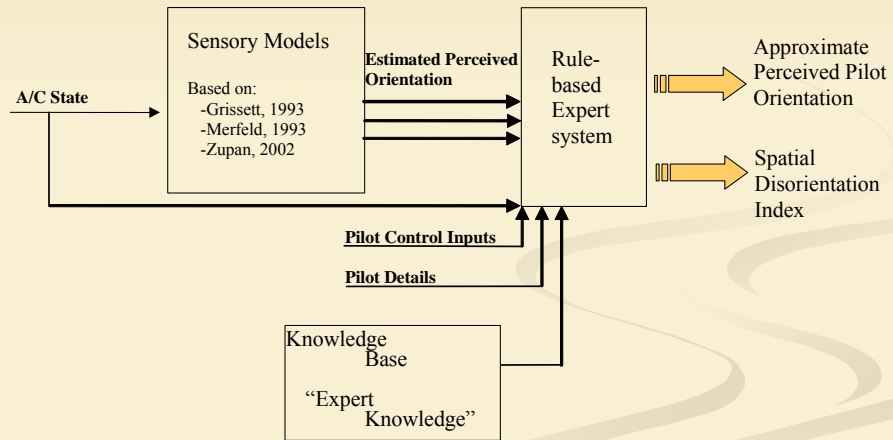 A/C State
Sensory Models
Based on:
-Grissett, 1993
-Merfeld, 1993
-Zupan, 2002
Estimated Perceived
Orientation
Rule-
based
Expert
system
Approximate
Perceived Pilot
Orientation
Spatial
Disorientation
Index
Pilot Control Inputs
Pilot Details
Knowledge
Base
“Expert
Knowledge”